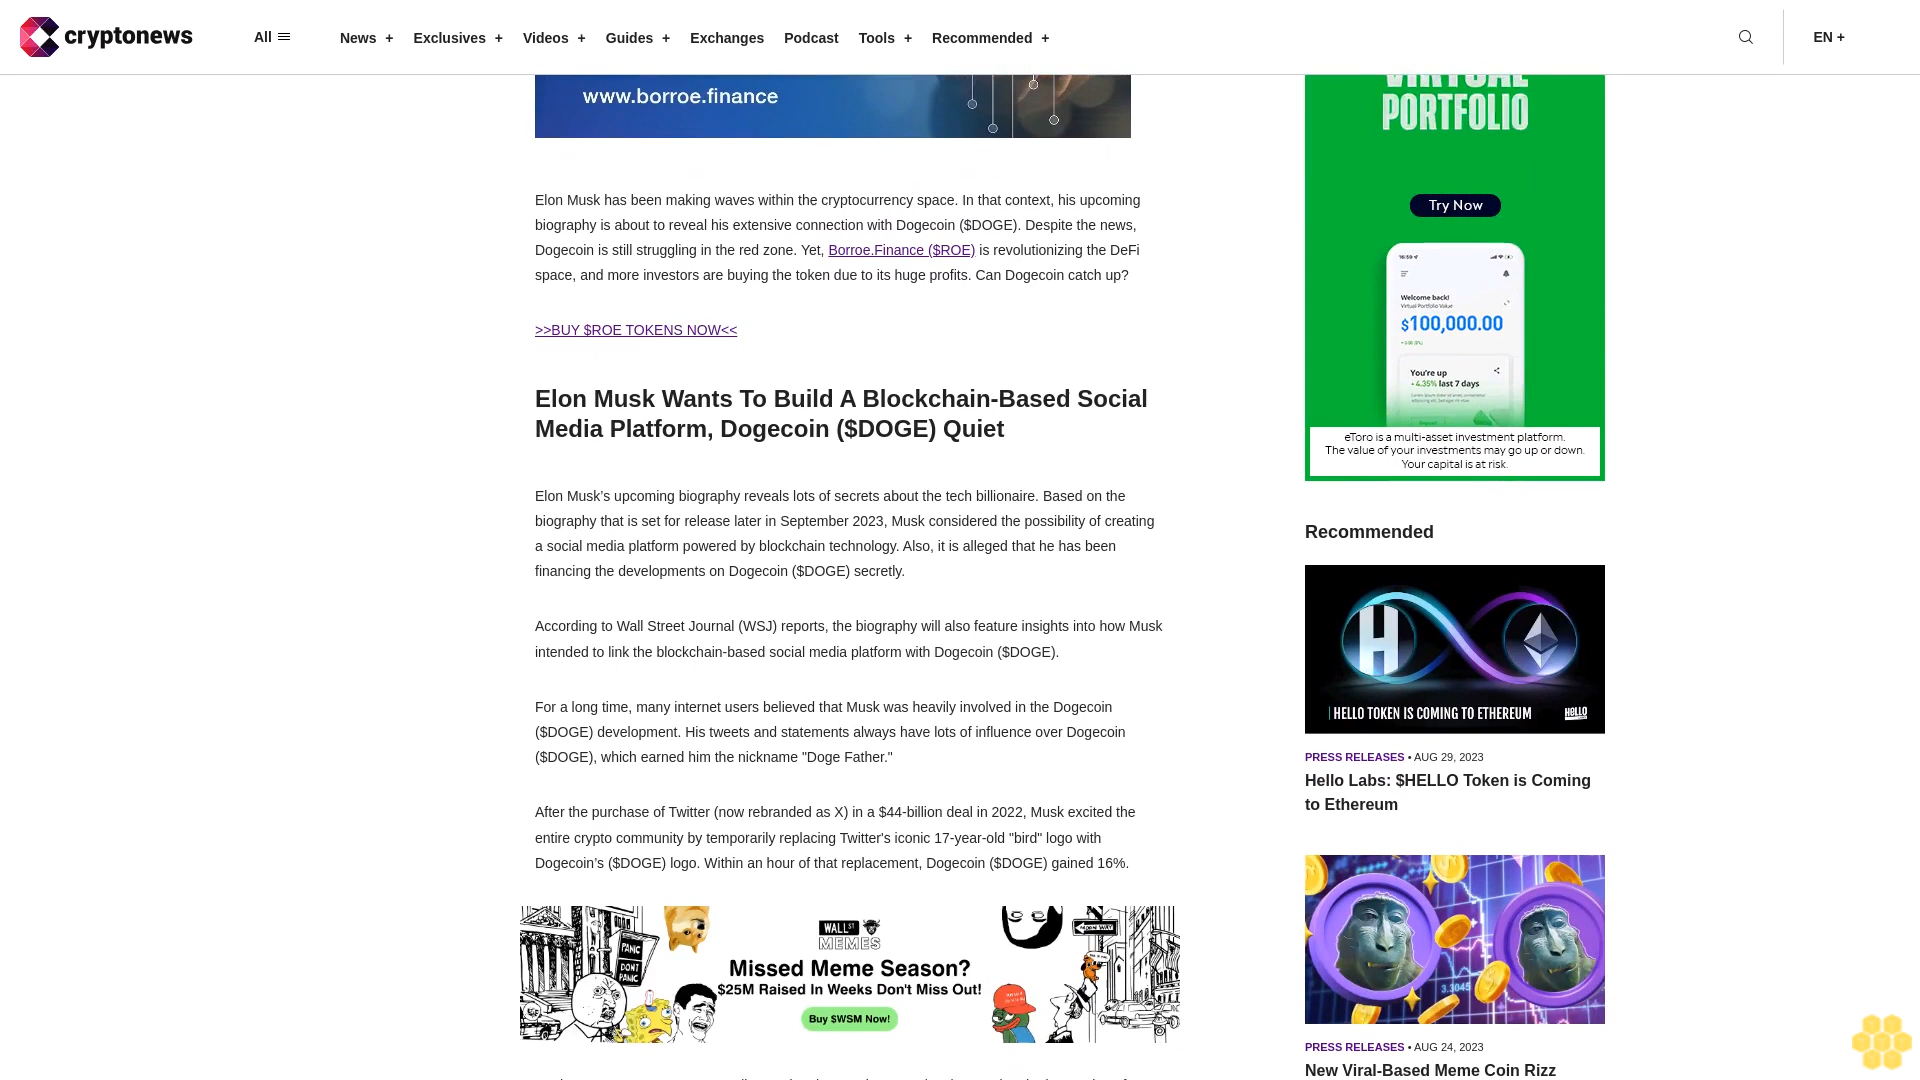 cryptonews
All
News +
Exclusives +
Videos +
Guides +
Exchanges
Podcast
Tools +
Recommended +
EN +
www.borroe.finance
Elon Musk has been making waves within the cryptocurrency space. In that context, his upcoming
biography is about to reveal his extensive connection with Dogecoin ($DOGE). Despite the news,
Dogecoin is still struggling in the red zone. Yet, Borroe.Finance ($ROE) is revolutionizing the DeFi
space, and more investors are buying the token due to its huge profits. Can Dogecoin catch up?
>>BUY $ROE TOKENS NOW<<
Elon Musk Wants To Build A Blockchain-Based Social
Media Platform, Dogecoin ($DOGE) Quiet
Elon Musk’s upcoming biography reveals lots of secrets about the tech billionaire. Based on the
biography that is set for release later in September 2023, Musk considered the possibility of creating
a social media platform powered by blockchain technology. Also, it is alleged that he has been
financing the developments on Dogecoin ($DOGE) secretly.
According to Wall Street Journal (WSJ) reports, the biography will also feature insights into how Musk
intended to link the blockchain-based social media platform with Dogecoin ($DOGE).
For a long time, many internet users believed that Musk was heavily involved in the Dogecoin
($DOGE) development. His tweets and statements always have lots of influence over Dogecoin
($DOGE), which earned him the nickname "Doge Father."
After the purchase of Twitter (now rebranded as X) in a $44-billion deal in 2022, Musk excited the
entire crypto community by temporarily replacing Twitter's iconic 17-year-old "bird" logo with
Dogecoin’s ($DOGE) logo. Within an hour of that replacement, Dogecoin ($DOGE) gained 16%.
PANIC
DONT
PANIC
WALL ST
MEMES
Missed Meme Season?
$25M Raised In Weeks Don't Miss Out!
Buy $WSM Now!
VIRTUAL
PORTFOLIO
Try Now
16:59
Welcome back!
Virtual Portfolio Value
$100,000.00
You're up
4.35% last 7 days
eToro is a multi-asset investment platform.
The value of your investments may go up or down.
Your capital is at risk.
Recommended
H
HELLO TOKEN IS COMING TO ETHEREUM
HELLO
PRESS RELEASES • AUG 29, 2023
Hello Labs: $HELLO Token is Coming
to Ethereum
3.3045
PRESS RELEASES • AUG 24, 2023
New Viral-Based Meme Coin Rizz